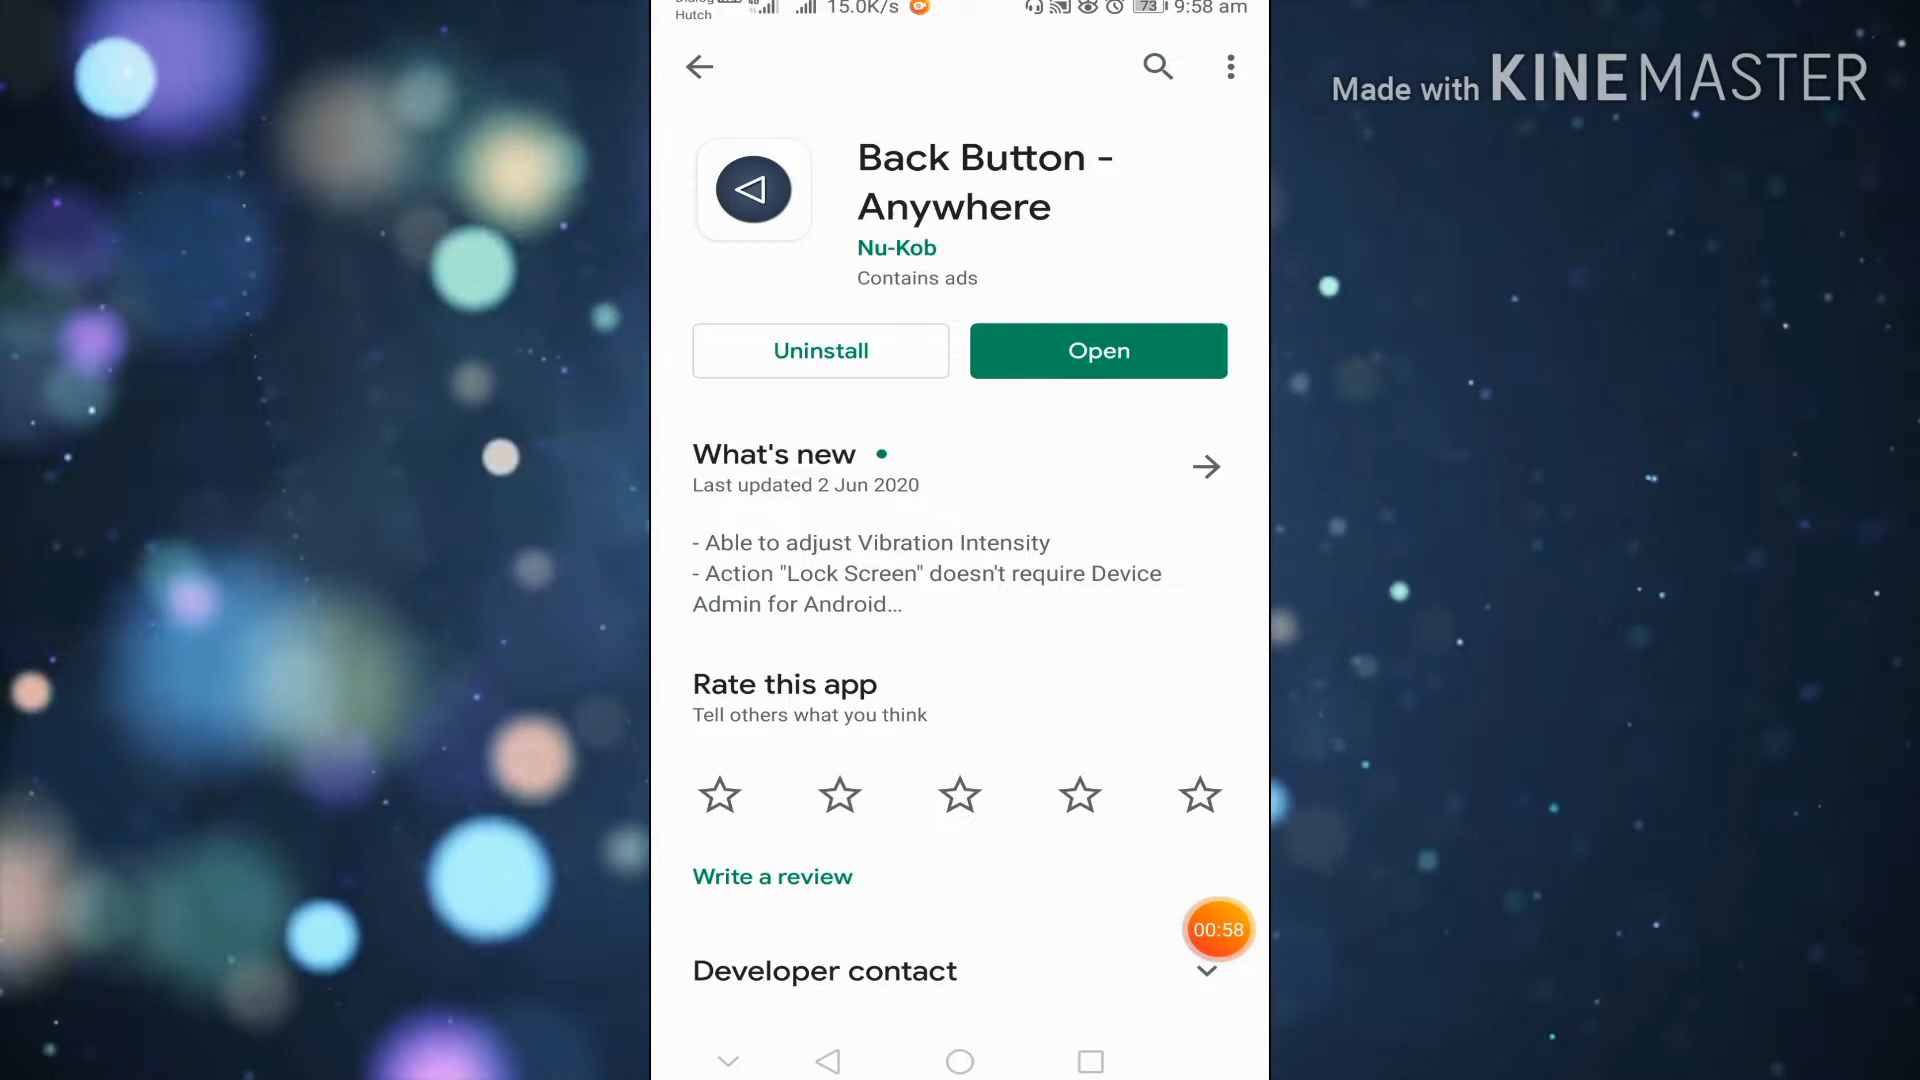 Hutch
15.0K/s
73
9:58 am
Made with KINEMASTER
Back Button -
Anywhere
Nu-Kob
Contains ads
Uninstall
Open
What's new
Last updated 2 Jun 2020
- Able to adjust Vibration Intensity
- Action "Lock Screen" doesn't require Device
Admin for Android...
Rate this app
Tell others what you think
Write a review
00:58
Developer contact